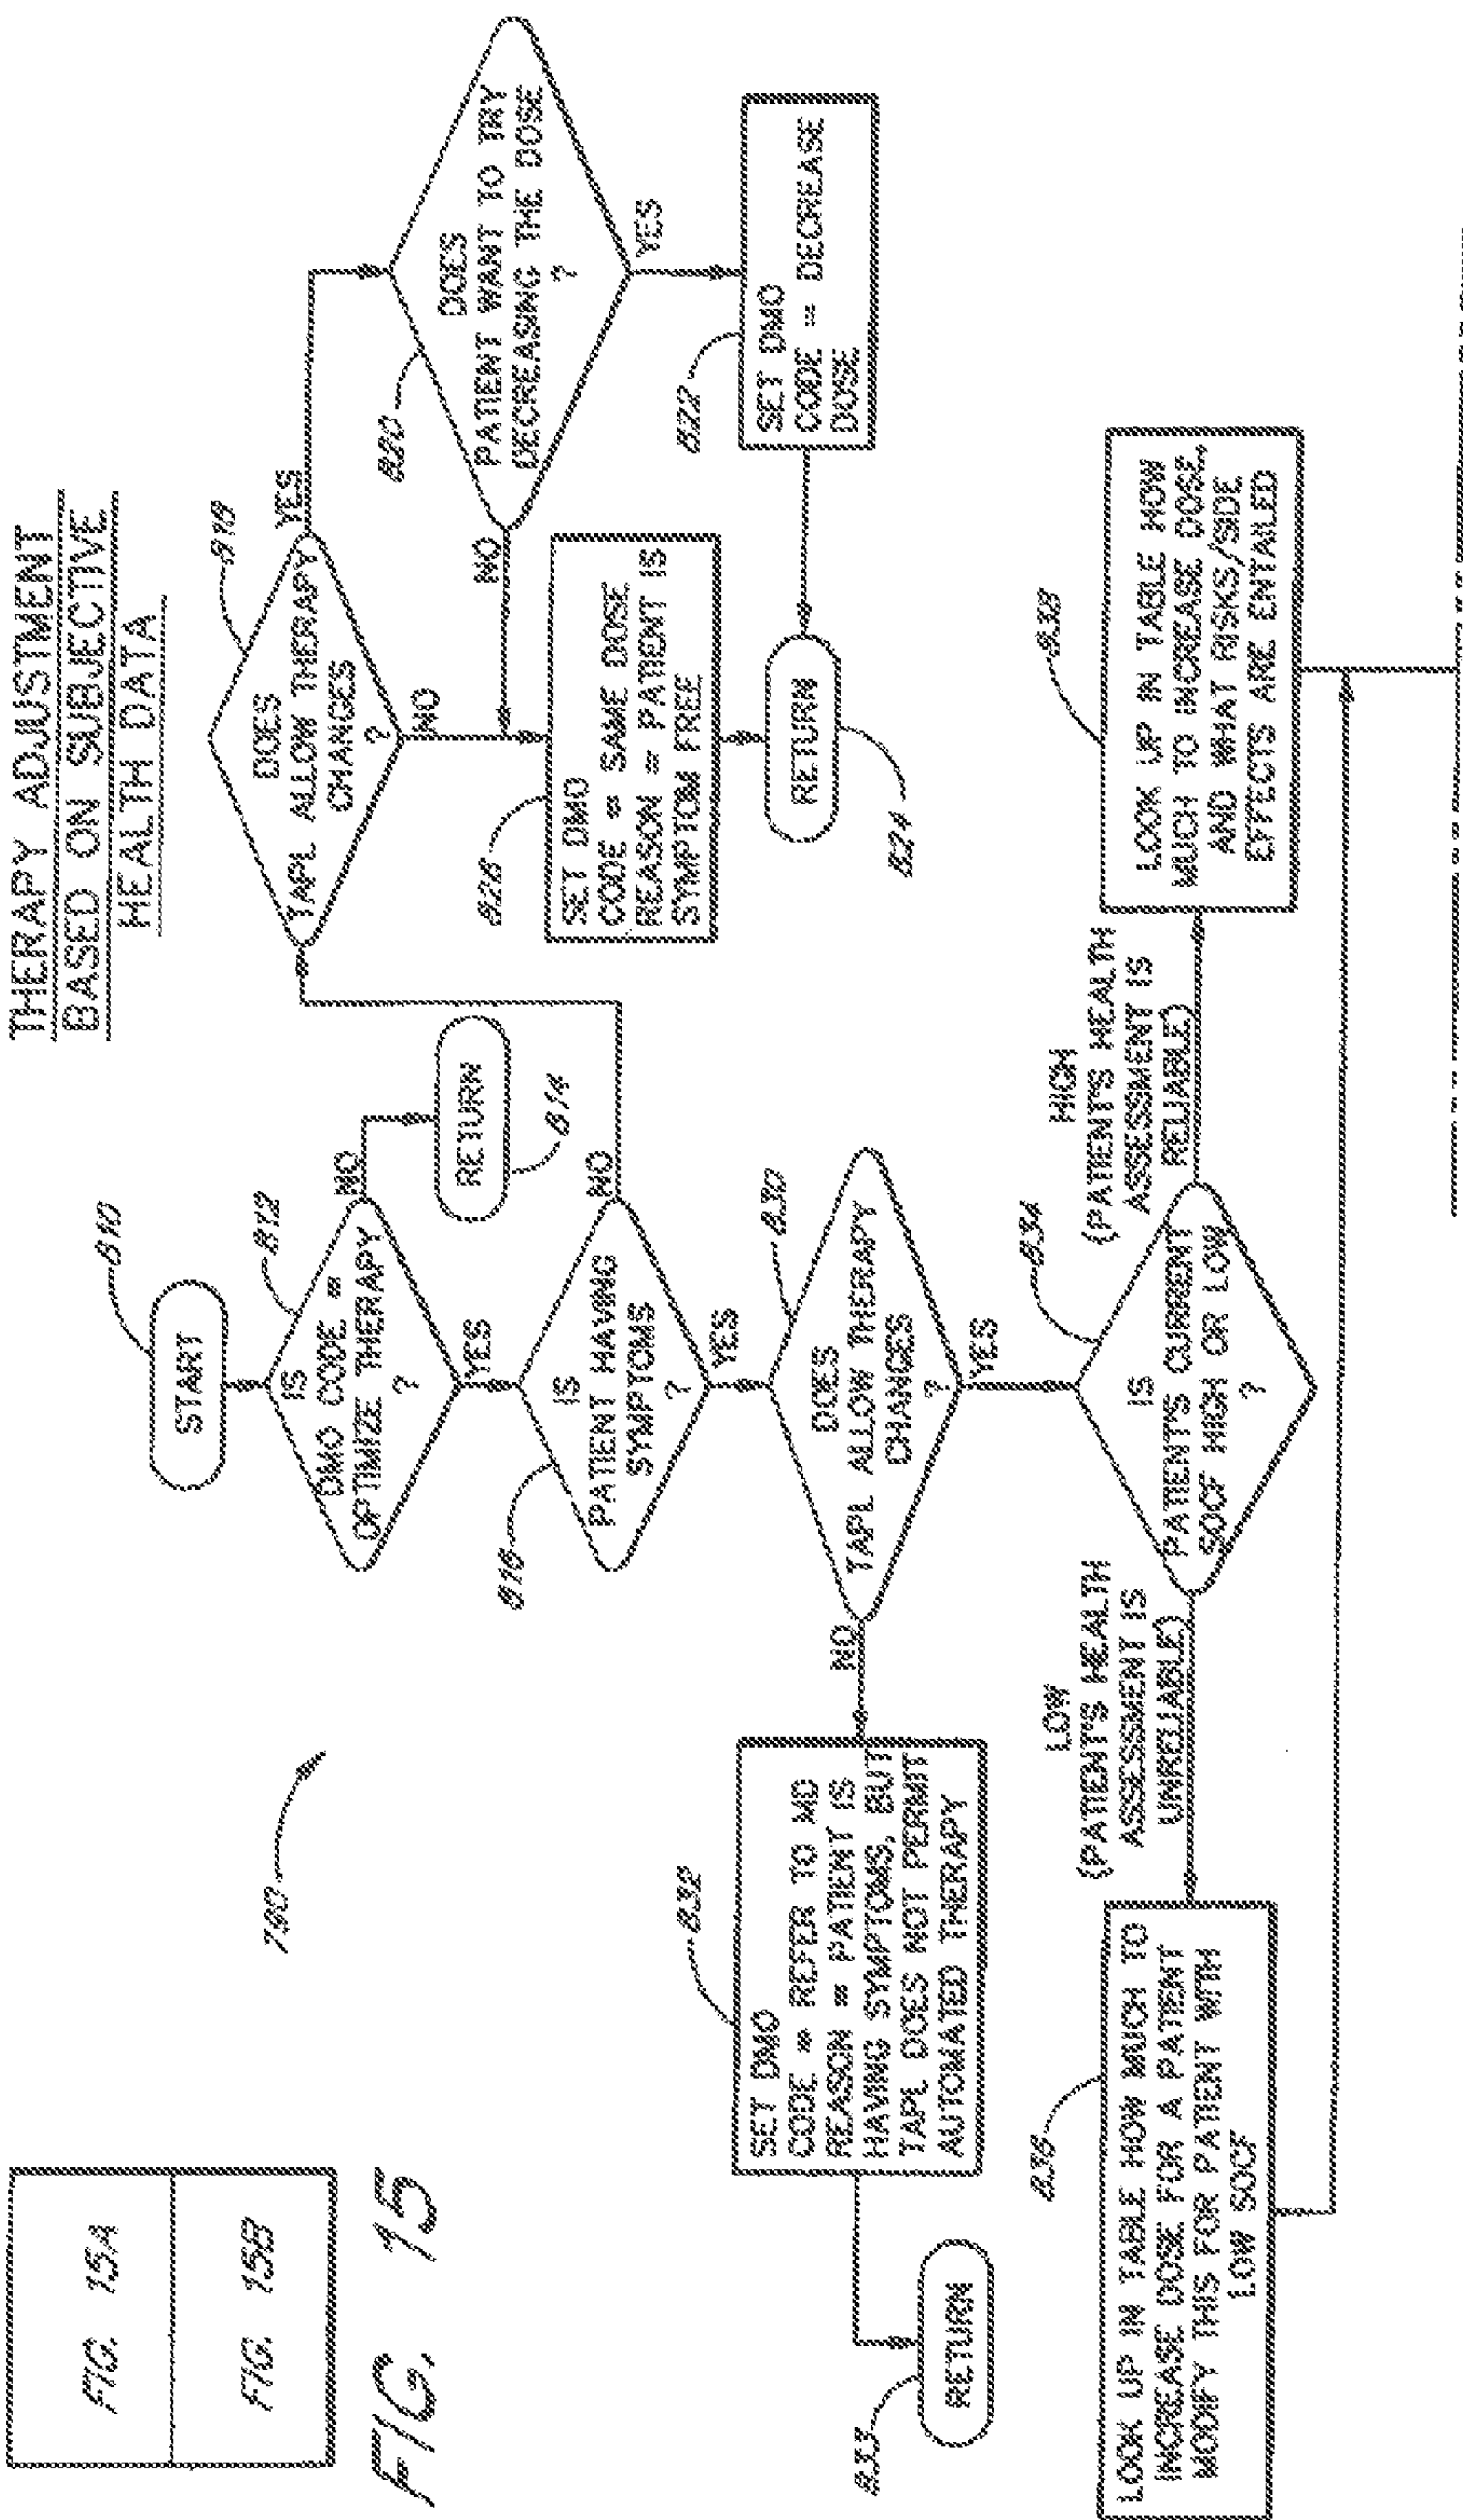 FIG. 15A
FIG. 15B
FIG. 15
790
THERAPY ADJUSTMENT
BASED ON SUBJECTIVE
HEALTH DATA
810
START
812
IS
DMO CODE =
OPTIMIZE THERAPY
?
NO
RETURN
814
YES
816
IS
PATIENT HAVING
SYMPTOMS
?
NO
YES
818
DOES
TAPL ALLOW THERAPY
CHANGES
?
YES
NO
820
DOES
PATIENT WANT TO TRY
DECREASING THE DOSE
?
NO
YES
822
SET DMO
CODE = DECREASE
DOSE
826
SET DMO
CODE = SAME DOSE
REASON = PATIENT IS
SYMPTOM FREE
RETURN
824
830
DOES
TAPL ALLOW THERAPY
CHANGES
?
NO
YES
832
SET DMO
CODE = REFER TO MD
REASON = PATIENT IS
HAVING SYMPTOMS, BUT
TAPL DOES NOT PERMIT
AUTOMATED THERAPY
833
RETURN
834
IS
PATIENT'S CURRENT
SOCF HIGH OR LOW
?
LOW
(PATIENT'S HEALTH
ASSESSMENT IS
UNRELIABLE)
HIGH
(PATIENT'S HEALTH
ASSESSMENT IS
RELIABLE)
836
LOOK UP IN TABLE HOW MUCH TO
INCREASE DOSE FOR A PATIENT
MODIFY THIS FOR PATIENT WITH
LOW SOCF
838
LOOK UP IN TABLE HOW
MUCH TO INCREASE DOSE,
AND WHAT RISKS/SIDE
EFFECTS ARE ENTAILED